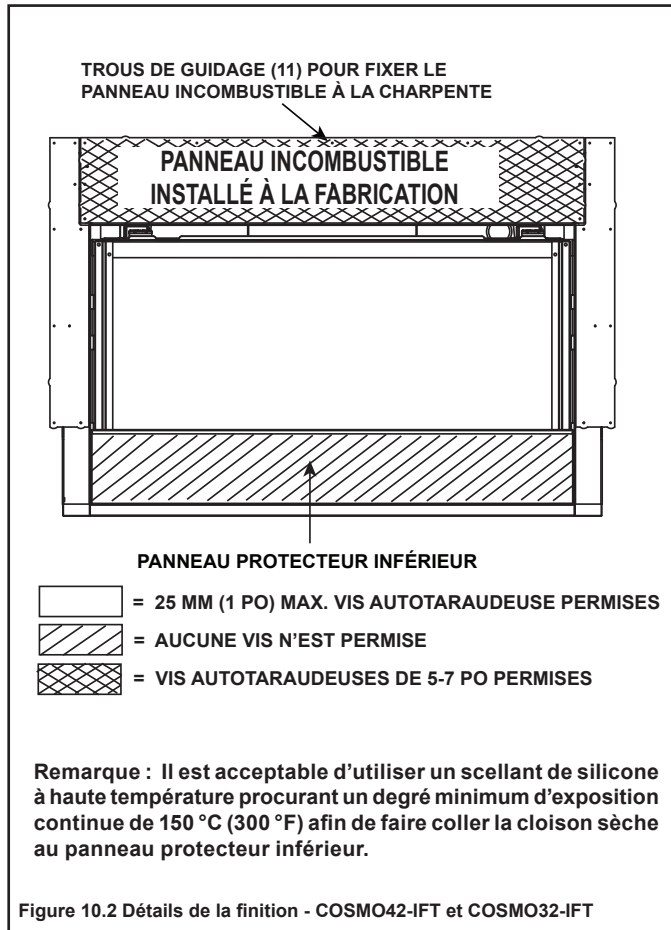 TROUS DE GUIDAGE (11) POUR FIXER LE
PANNEAU INCOMBUSTIBLE À LA CHARPENTE
PANNEAU INCOMBUSTIBLE
INSTALLÉ À LA FABRICATION
PANNEAU PROTECTEUR INFÉRIEUR
= 25 MM (1 PO) MAX. VIS AUTOTARAUDEUSE PERMISES
= AUCUNE VIS N’EST PERMISE
= VIS AUTOTARAUDEUSES DE 5-7 PO PERMISES
Remarque : Il est acceptable d’utiliser un scellant de silicone
à haute température procurant un degré minimum d’exposition
continue de 150 °C (300 °F) afin de faire coller la cloison sèche
au panneau protecteur inférieur.
Figure 10.2 Détails de la finition - COSMO42-IFT et COSMO32-IFT